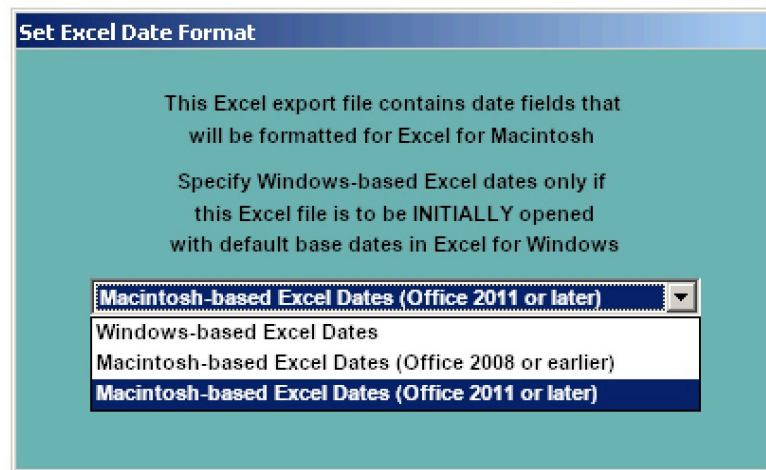 Set Excel Date Format
This Excel export file contains date fields that
will be formatted for Excel for Macintosh
Specify Windows-based Excel dates only if
this Excel file is to be INITIALLY opened
with default base dates in Excel for Windows
Macintosh-based Excel Dates (Office 2011 or later)
Windows-based Excel Dates
Macintosh-based Excel Dates (Office 2008 or earlier)
Macintosh-based Excel Dates (Office 2011 or later)